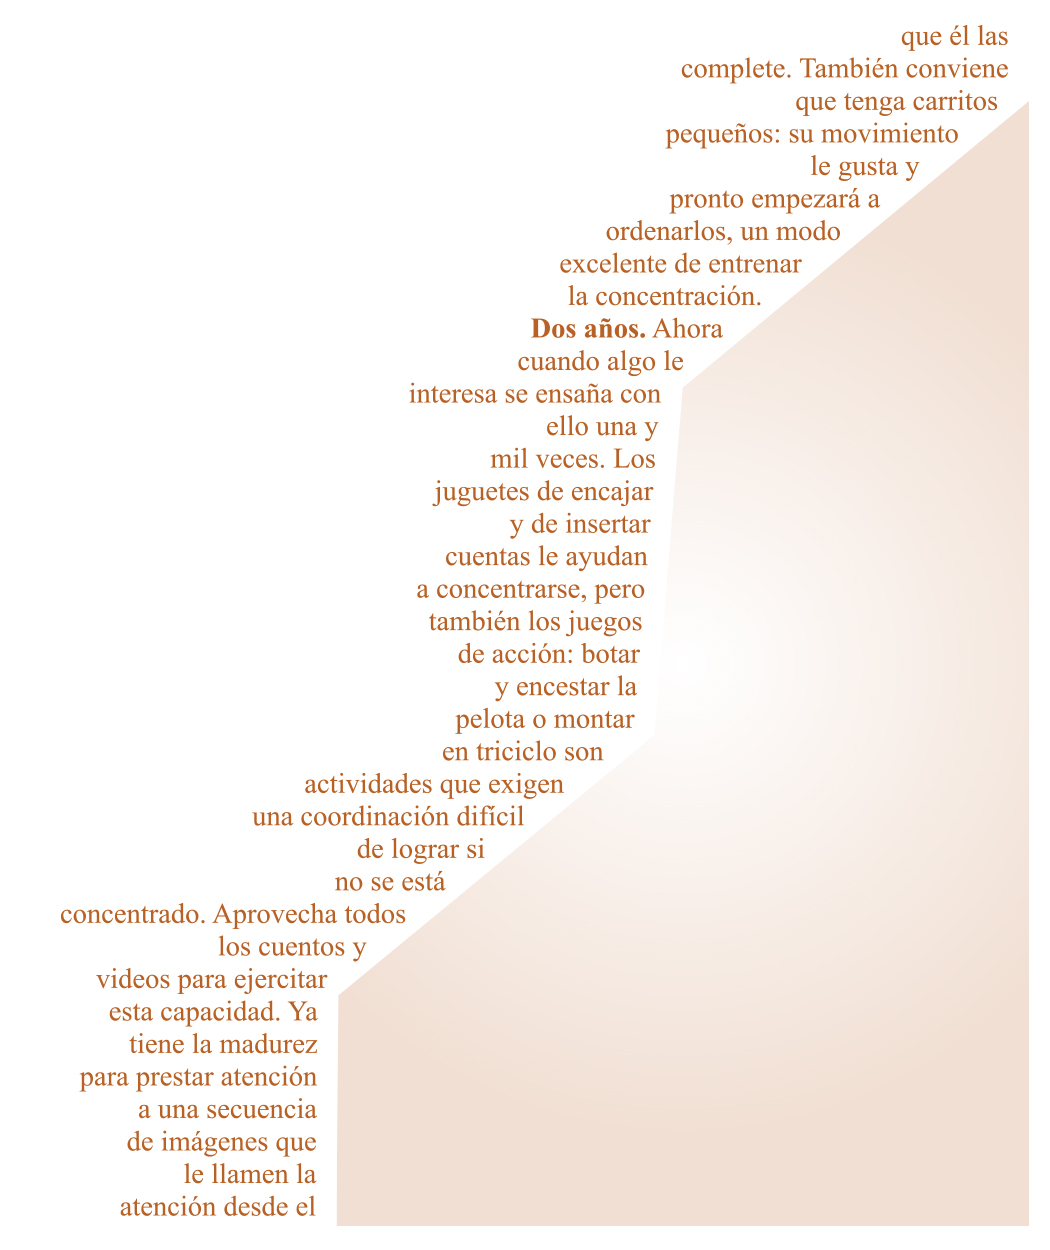 que él las
complete. También conviene
que tenga carritos
pequeños: su movimiento
le gusta y
pronto empezará a
ordenarlos, un modo
excelente de entrenar
la concentración.
Dos años. Ahora
cuando algo le
interesa se ensaña con
ello una y
mil veces. Los
juguetes de encajar
y de insertar
cuentas le ayudan
a concentrarse, pero
también los juegos
de acción: botar
y encestar la
pelota o montar
en triciclo son
actividades que exigen
una coordinación difícil
de lograr si
no se está
concentrado. Aprovecha todos
los cuentos y
videos para ejercitar
esta capacidad. Ya
tiene la madurez
para prestar atención
a una secuencia
de imágenes que
le llamen la
atención desde el